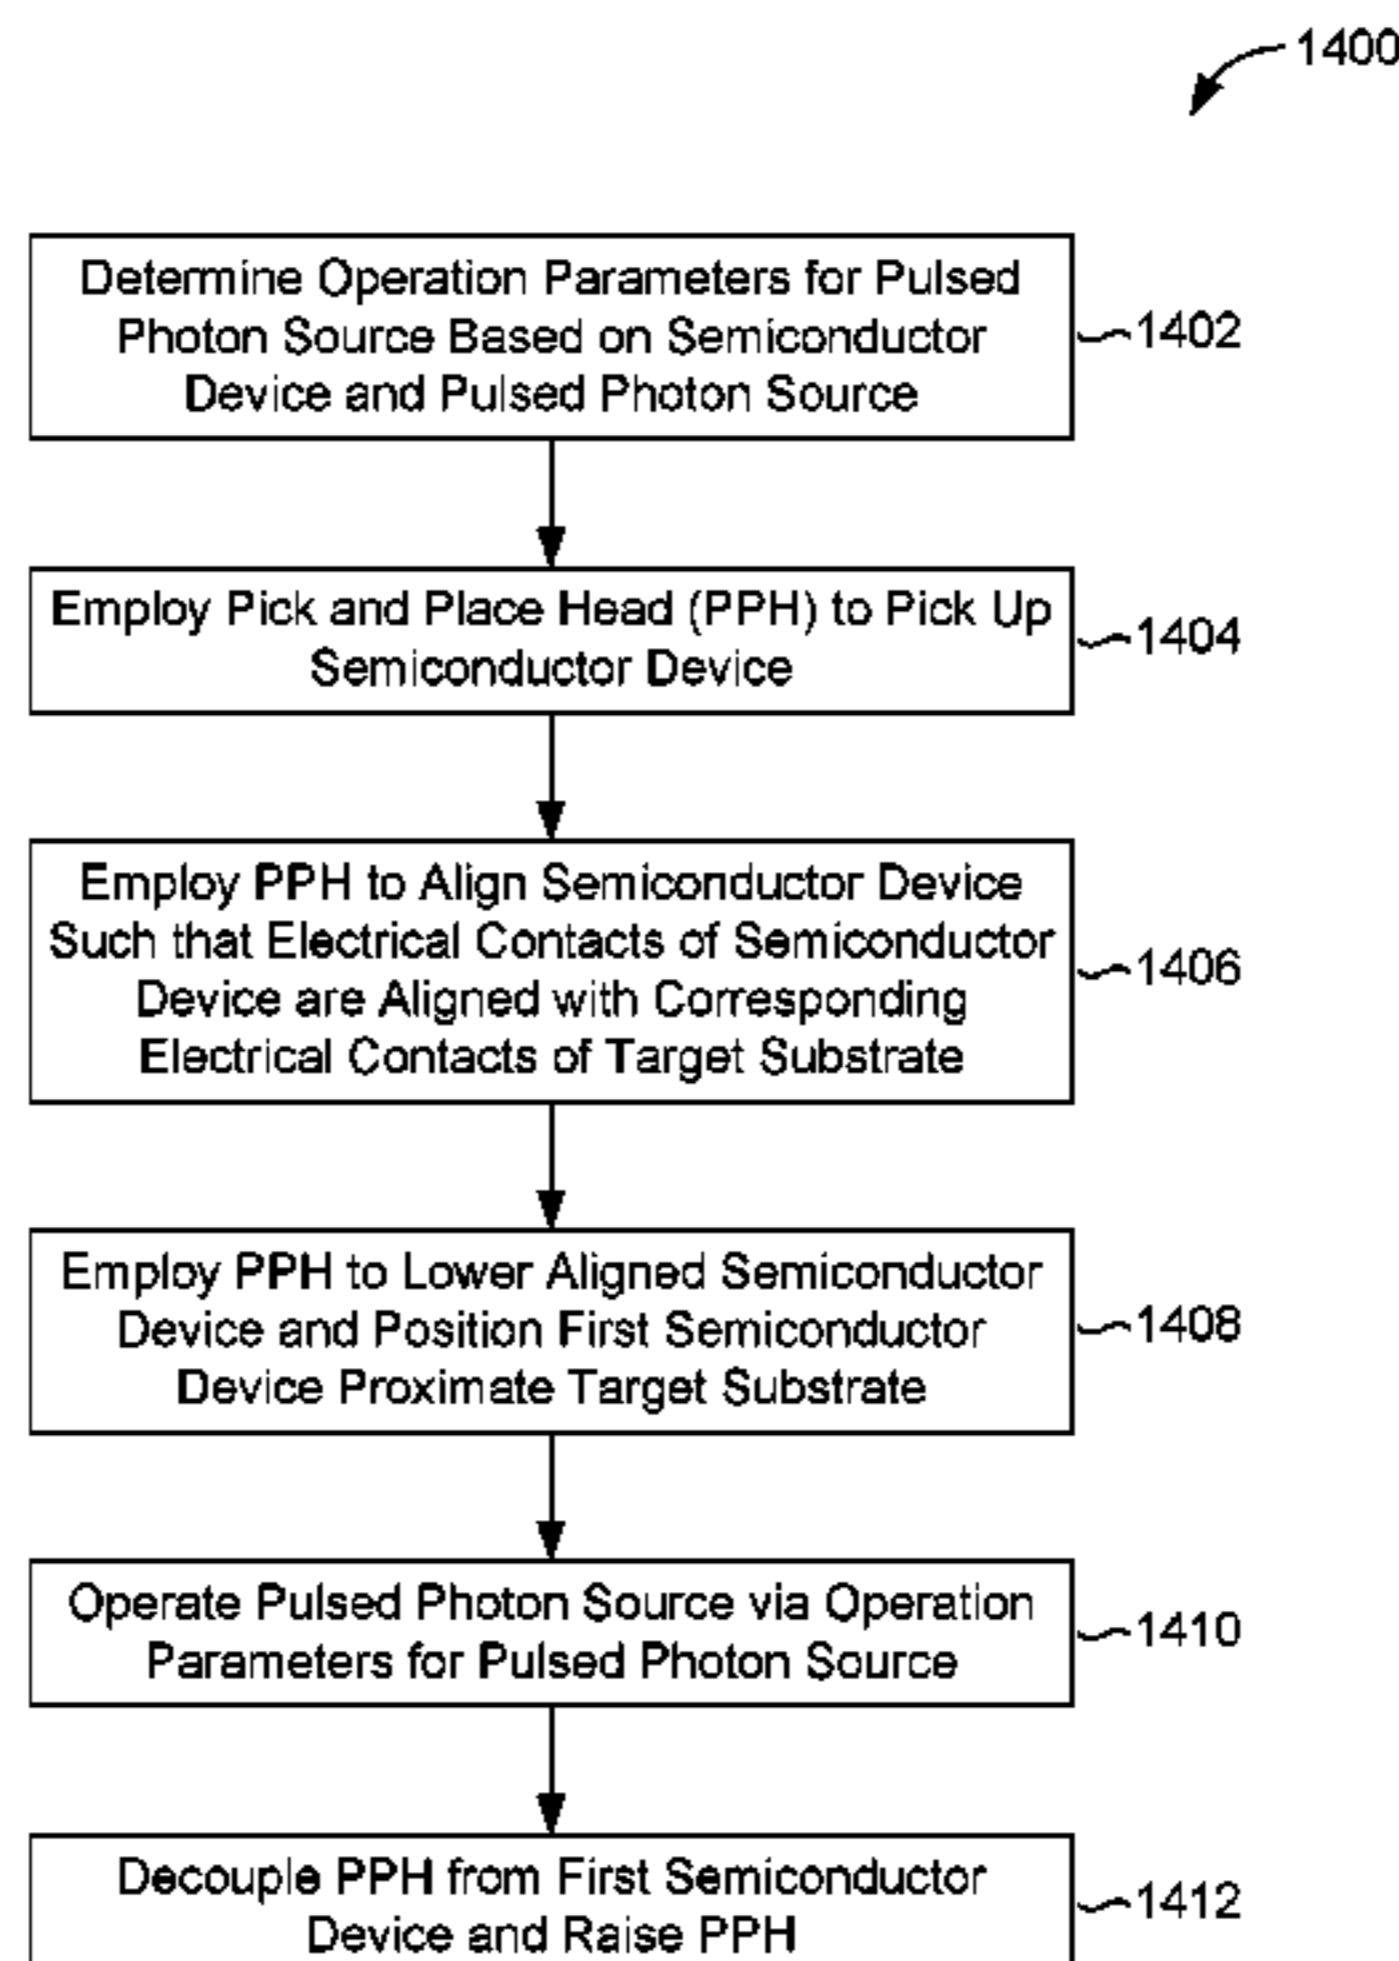 1400
Determine Operation Parameters for Pulsed
Photon Source Based on Semiconductor
Device and Pulsed Photon Source
1402
Employ Pick and Place Head (PPH) to Pick Up
Semiconductor Device
1404
Employ PPH to Align Semiconductor Device
Such that Electrical Contacts of Semiconductor
Device are Aligned with Corresponding
Electrical Contacts of Target Substrate
1406
Employ PPH to Lower Aligned Semiconductor
Device and Position First Semiconductor
Device Proximate Target Substrate
1408
Operate Pulsed Photon Source via Operation
Parameters for Pulsed Photon Source
1410
Decouple PPH from First Semiconductor
Device and Raise PPH
1412